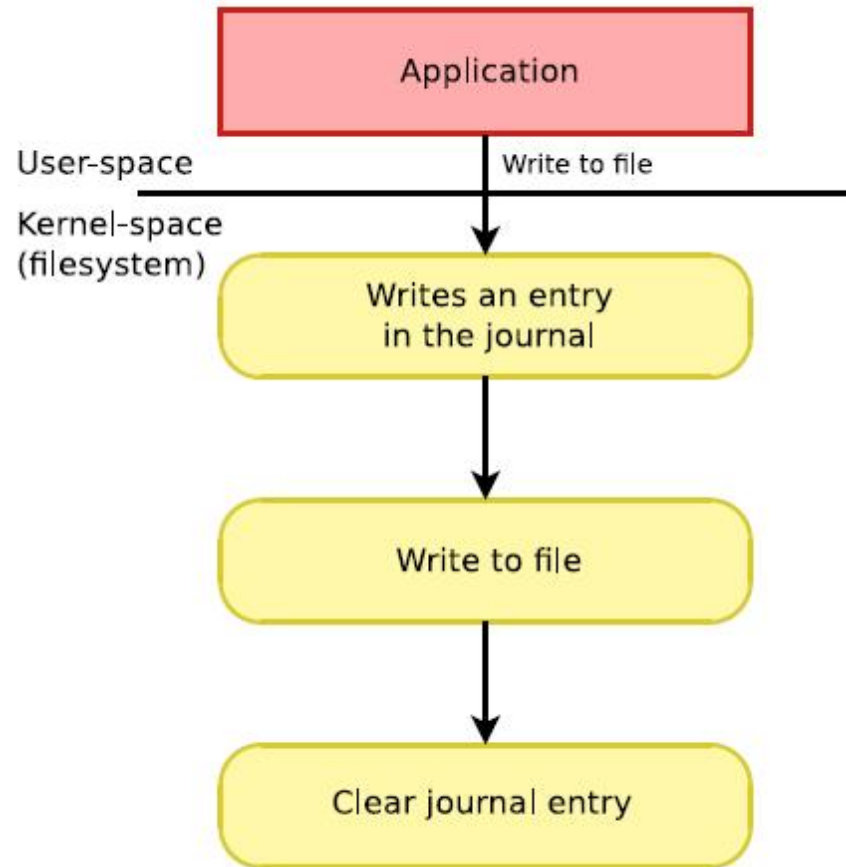 Application
User-space
Write to file
Kernel-space
(filesystem)
Writes an entry
in the journal
Write to file
Clear journal entry